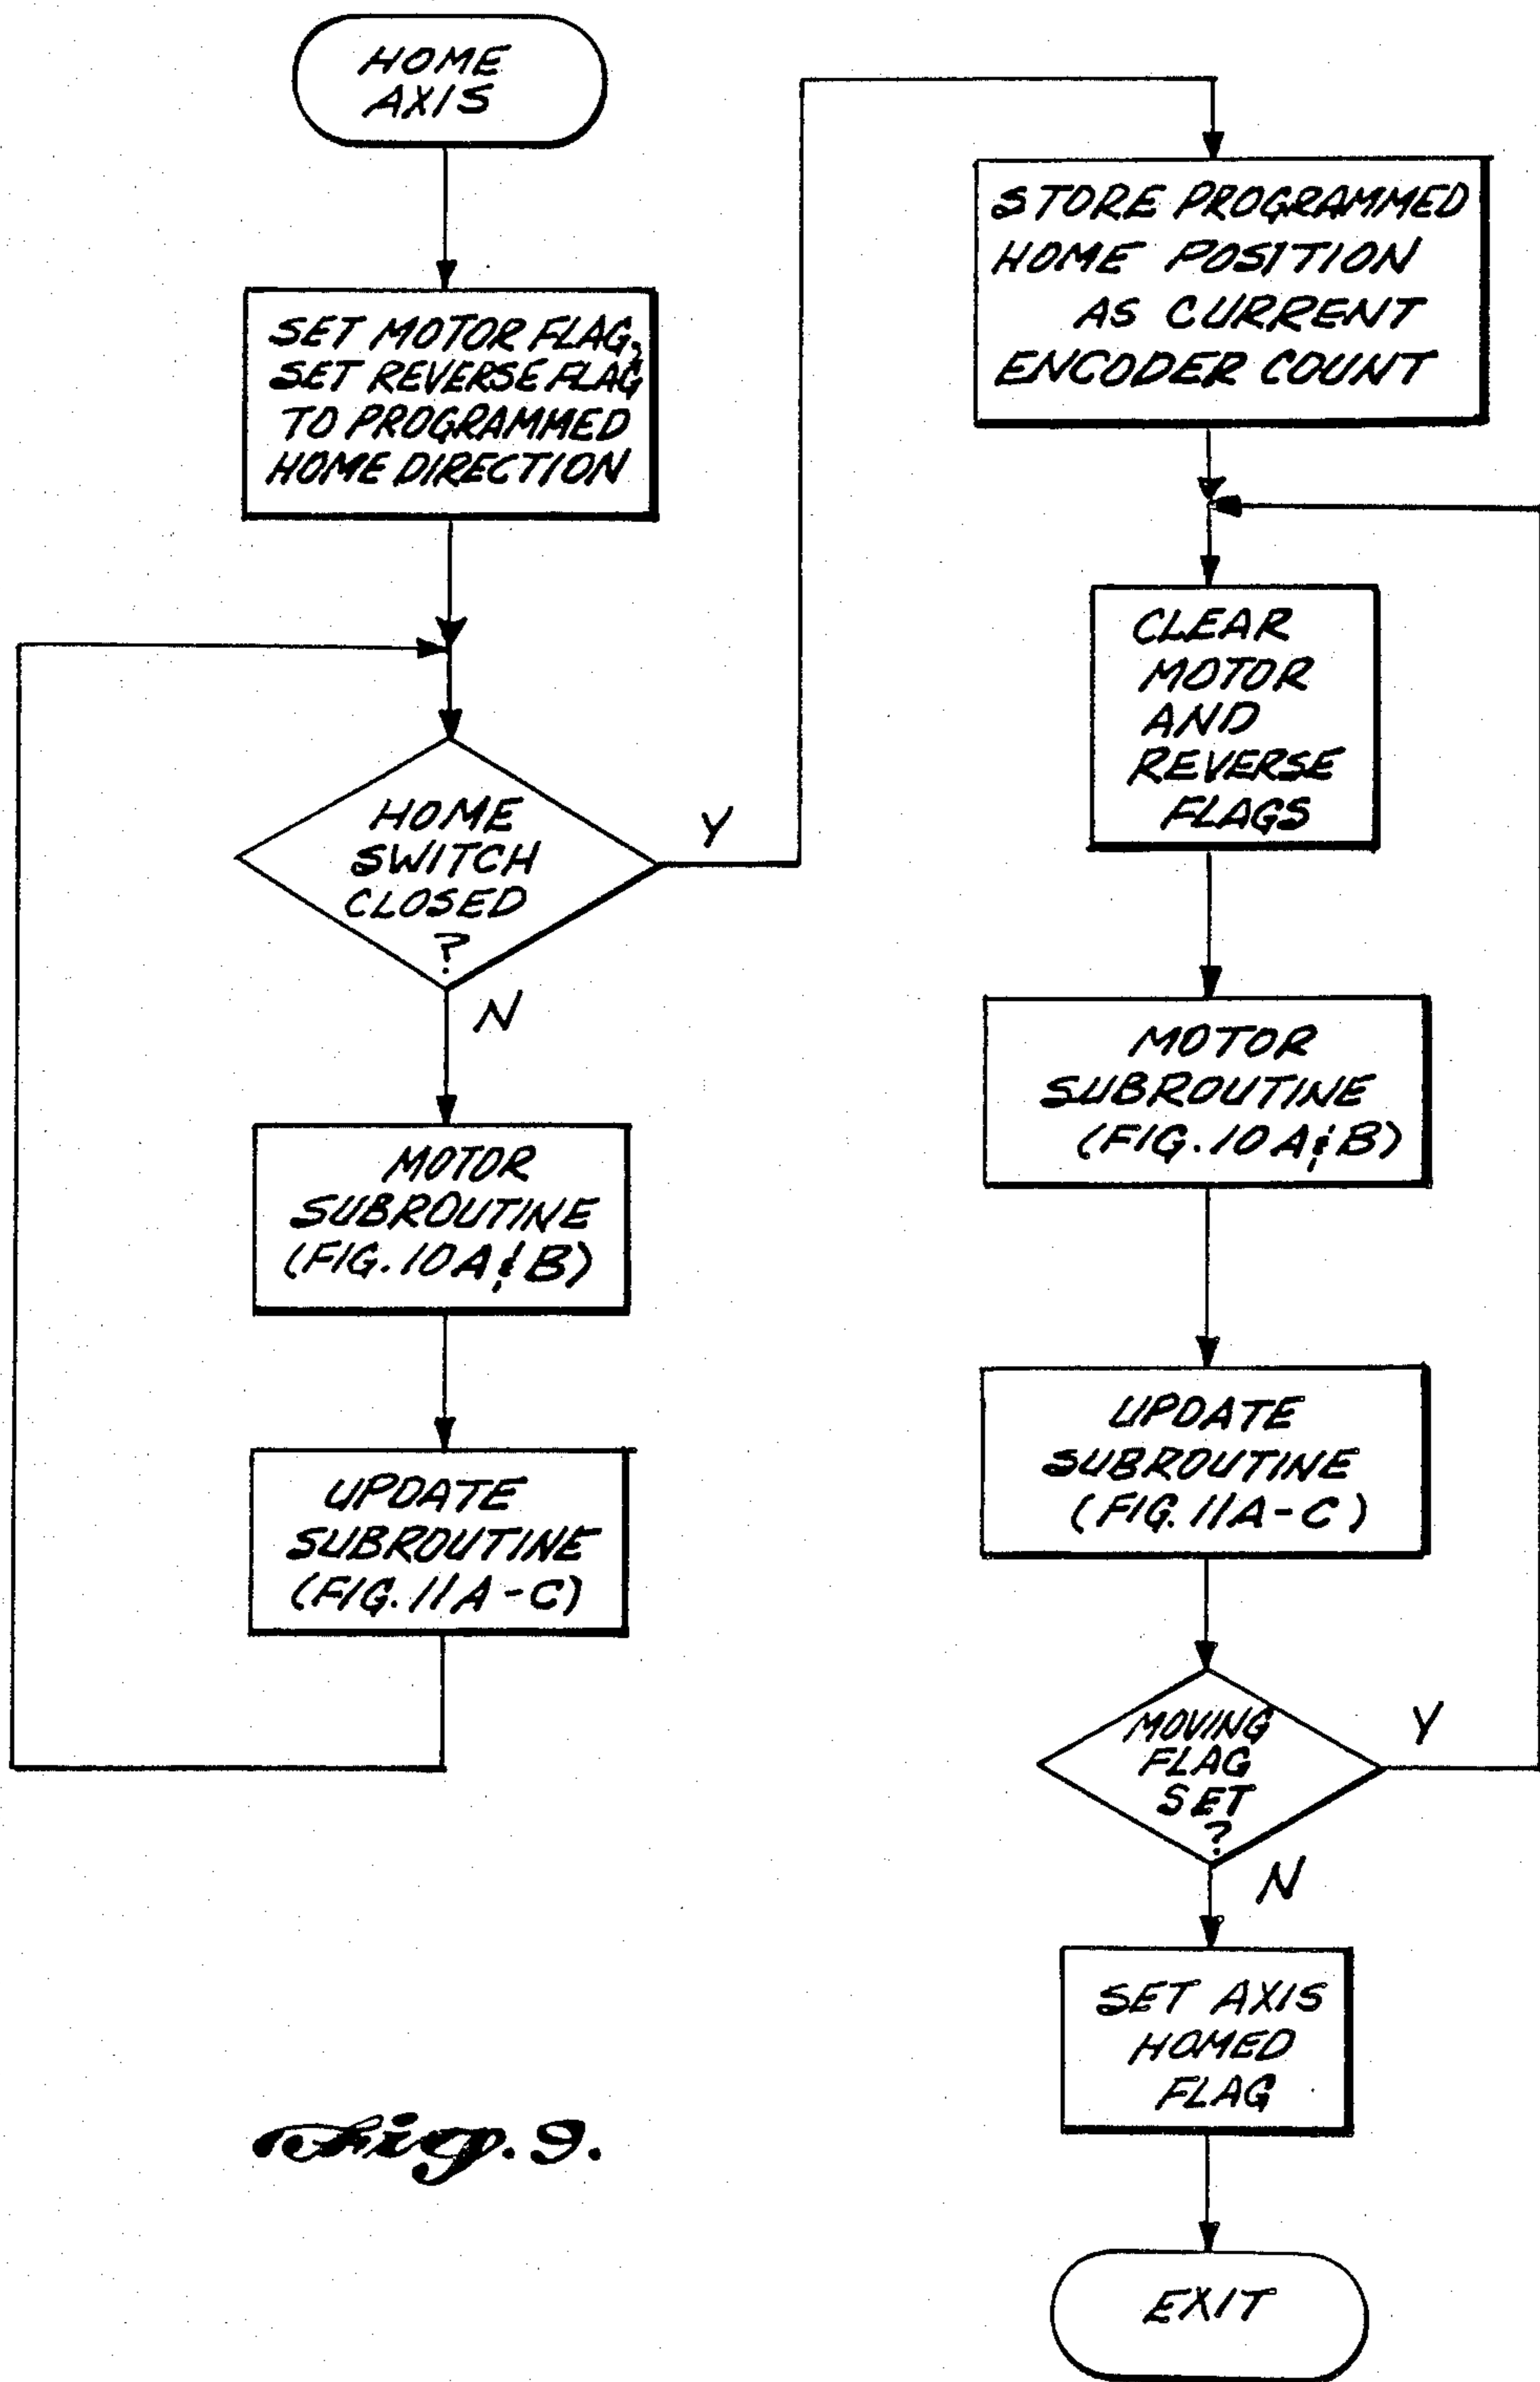 HOME
AXIS
SET MOTOR FLAG,
SET REVERSE FLAG
TO PROGRAMMED
HOME DIRECTION
HOME
SWITCH
CLOSED
?
Y
N
MOTOR
SUBROUTINE
(FIG. 10A & B)
UPDATE
SUBROUTINE
(FIG. 11A-C)
STORE PROGRAMMED
HOME POSITION
AS CURRENT
ENCODER COUNT
CLEAR
MOTOR
AND
REVERSE
FLAGS
MOTOR
SUBROUTINE
(FIG. 10A & B)
UPDATE
SUBROUTINE
(FIG. 11A-C)
MOVING
FLAG
SET
?
Y
N
SET AXIS
HOMED
FLAG
EXIT
Fig. 9.